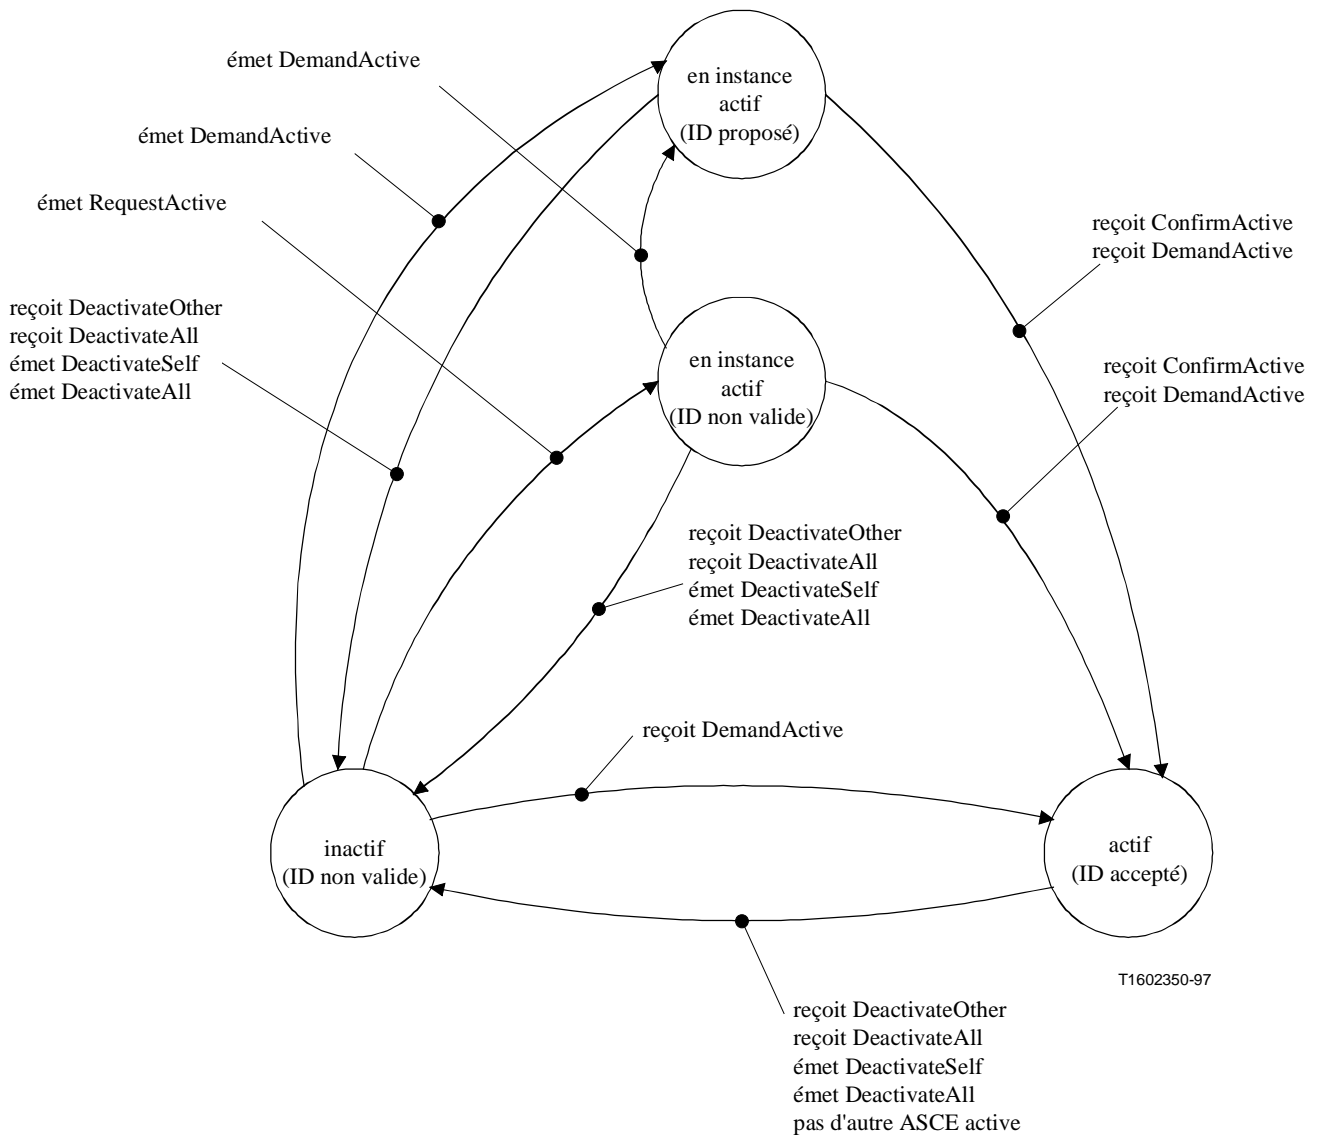 émet DemandActive
en instance
actif
(ID proposé)
émet DemandActive
émet RequestActive
reçoit ConfirmActive
reçoit DemandActive
reçoit DeactivateOther
reçoit DeactivateAll
émet DeactivateSelf
émet DeactivateAll
en instance
actif
(ID non valide)
reçoit ConfirmActive
reçoit DemandActive
reçoit DeactivateOther
reçoit DeactivateAll
émet DeactivateSelf
émet DeactivateAll
reçoit DemandActive
inactif
(ID non valide)
actif
(ID accepté)
T1602350-97
reçoit DeactivateOther
reçoit DeactivateAll
émet DeactivateSelf
émet DeactivateAll
pas d'autre ASCE active